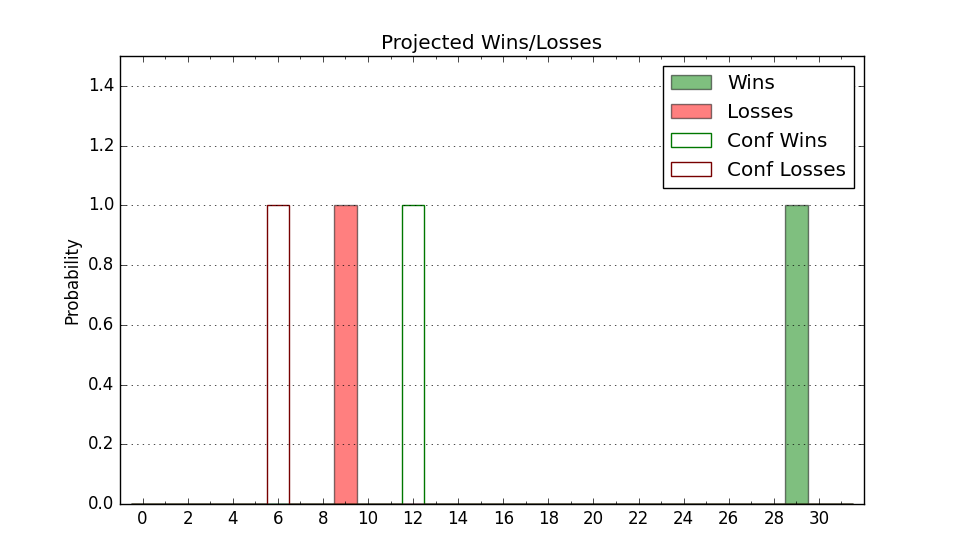 Projected Wins/Losses
1.4
1.2
1.0
0.8
0.6
0.4
0.2
0.0
Probability
Wins
Losses
Conf Wins
Conf Losses
0 2 4 6 8 10 12 14 16 18 20 22 24 26 28 30